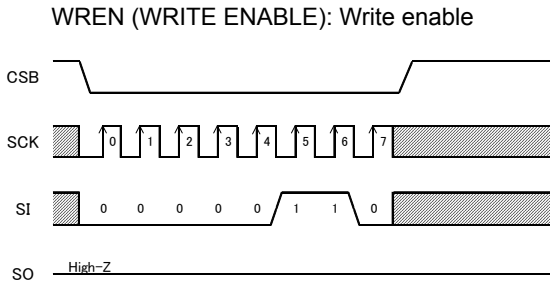 WREN (WRITE ENABLE): Write enable
CSB
SCK 0 1 2 3 4 5 6 7
SI 0 0 0 0 0 1 1 0
SO High-Z